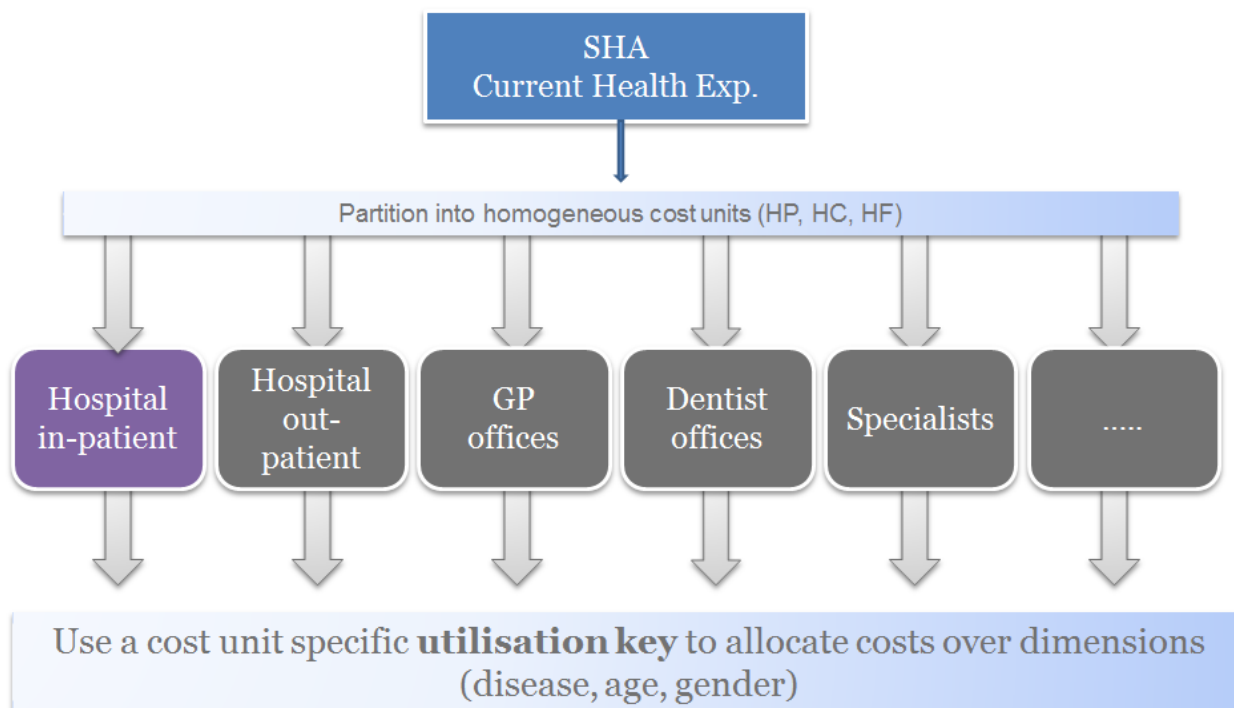 SHA
Current Health Exp.
Partition into homogeneous cost units (HP, HC, HF)
Hospital
in-patient
Hospital
out-
patient
GP
offices
Dentist
offices
Specialists
.....
Use a cost unit specific utilisation key to allocate costs over dimensions
(disease, age, gender)